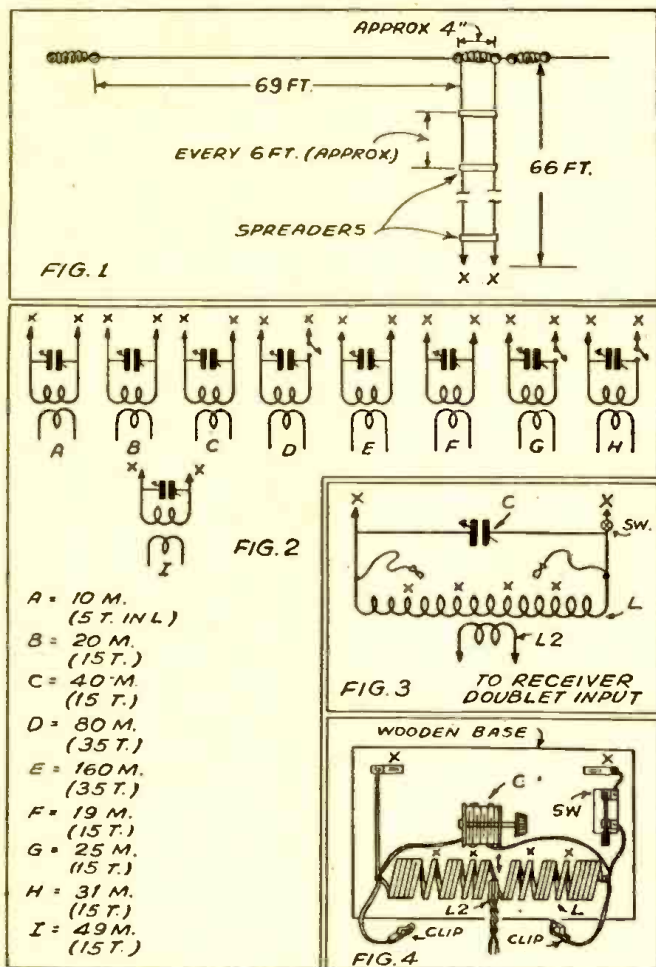 APPROX 4"
69 FT.
EVERY 6 FT. (APPROX.)
66 FT.
SPREADERS
X X
FIG. 1
X X X X X X X X X X X X X X X X
A B C D E F G H
X X
I
FIG. 2
A = 10 M.
(5 T. IN L)
B = 20 M.
(15 T.)
C = 40 M.
(15 T.)
D = 80 M.
(35 T.)
E = 160 M.
(35 T.)
F = 19 M.
(15 T.)
G = 25 M.
(15 T.)
H = 31 M.
(15 T.)
I = 49 M.
(15 T.)
X X
C
SW.
X X X X
L
L2
TO RECEIVER
DOUBLET INPUT
FIG. 3
WOODEN BASE
X X
C
SW
X X X X
L2 L
CLIP CLIP
FIG. 4